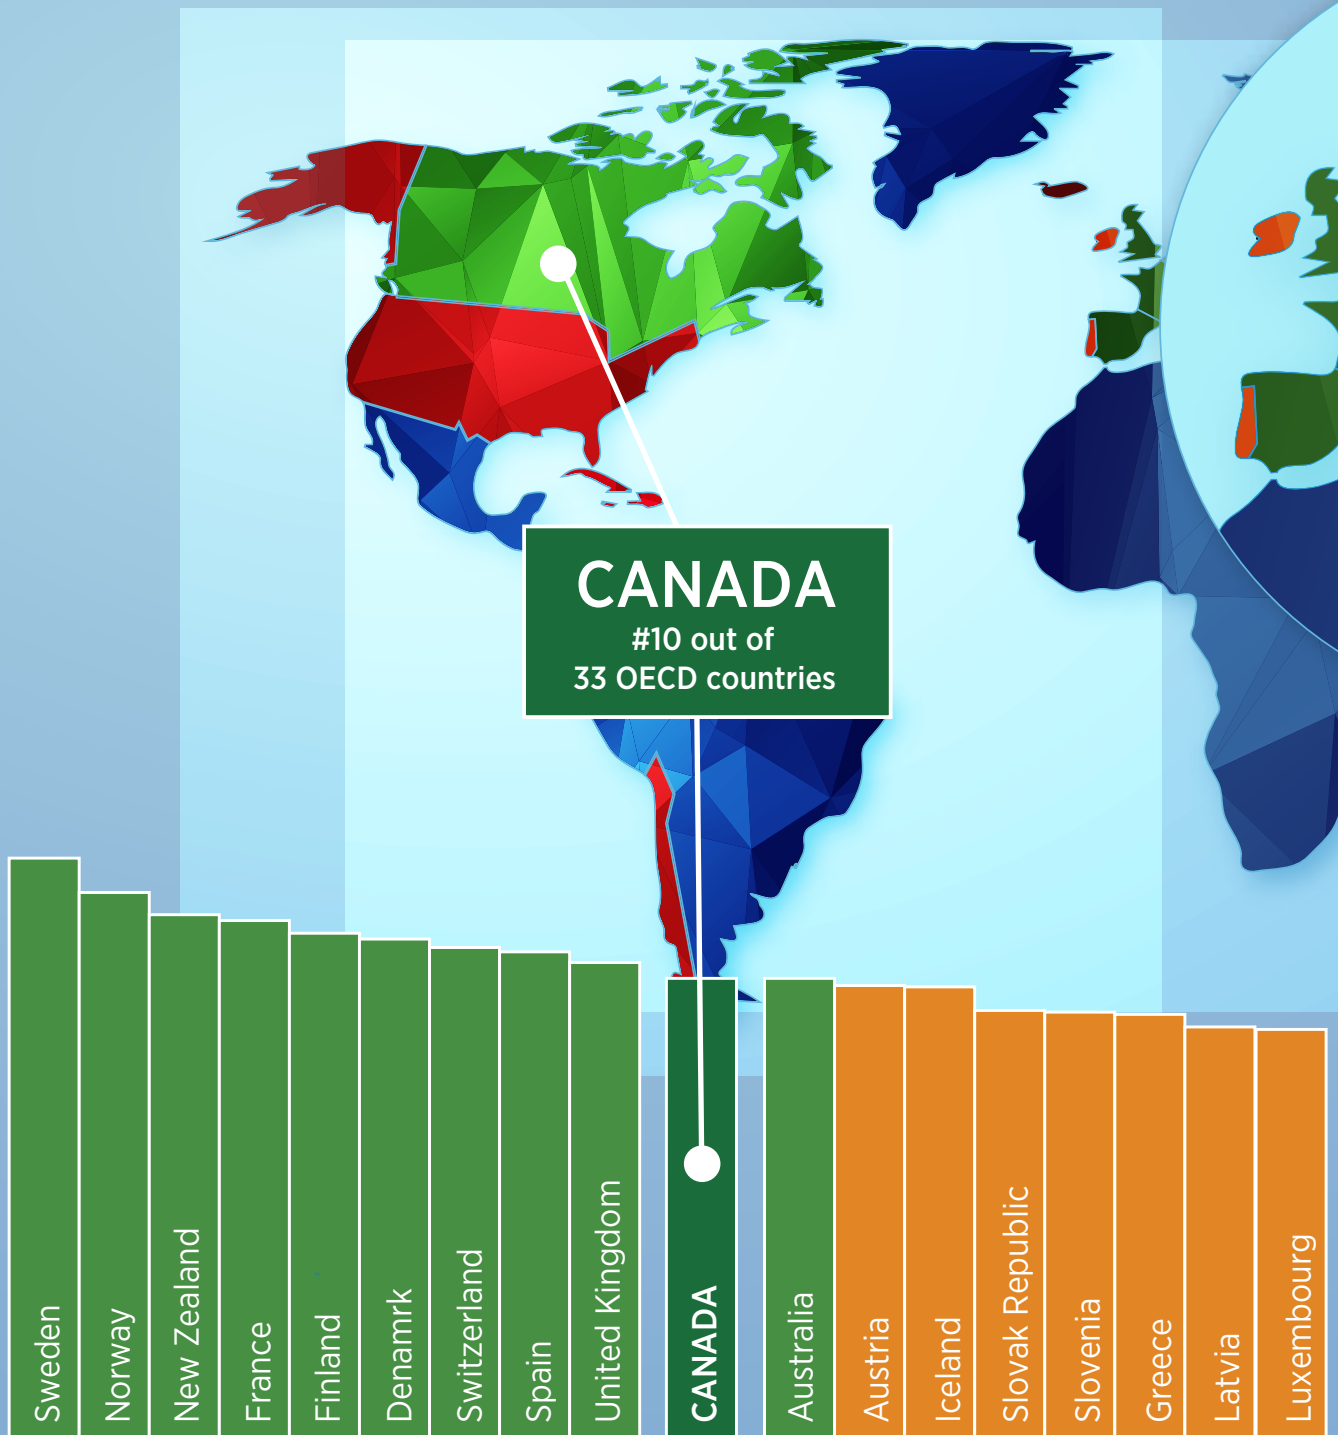 CANADA
#10 out of
33 OECD countries
Sweden
Norway
New Zealand
France
Finland
Denamrk
Switzerland
Spain
United Kingdom
CANADA
Australia
Austria
Iceland
Slovak Republic
Slovenia
Greece
Latvia
Luxembourg